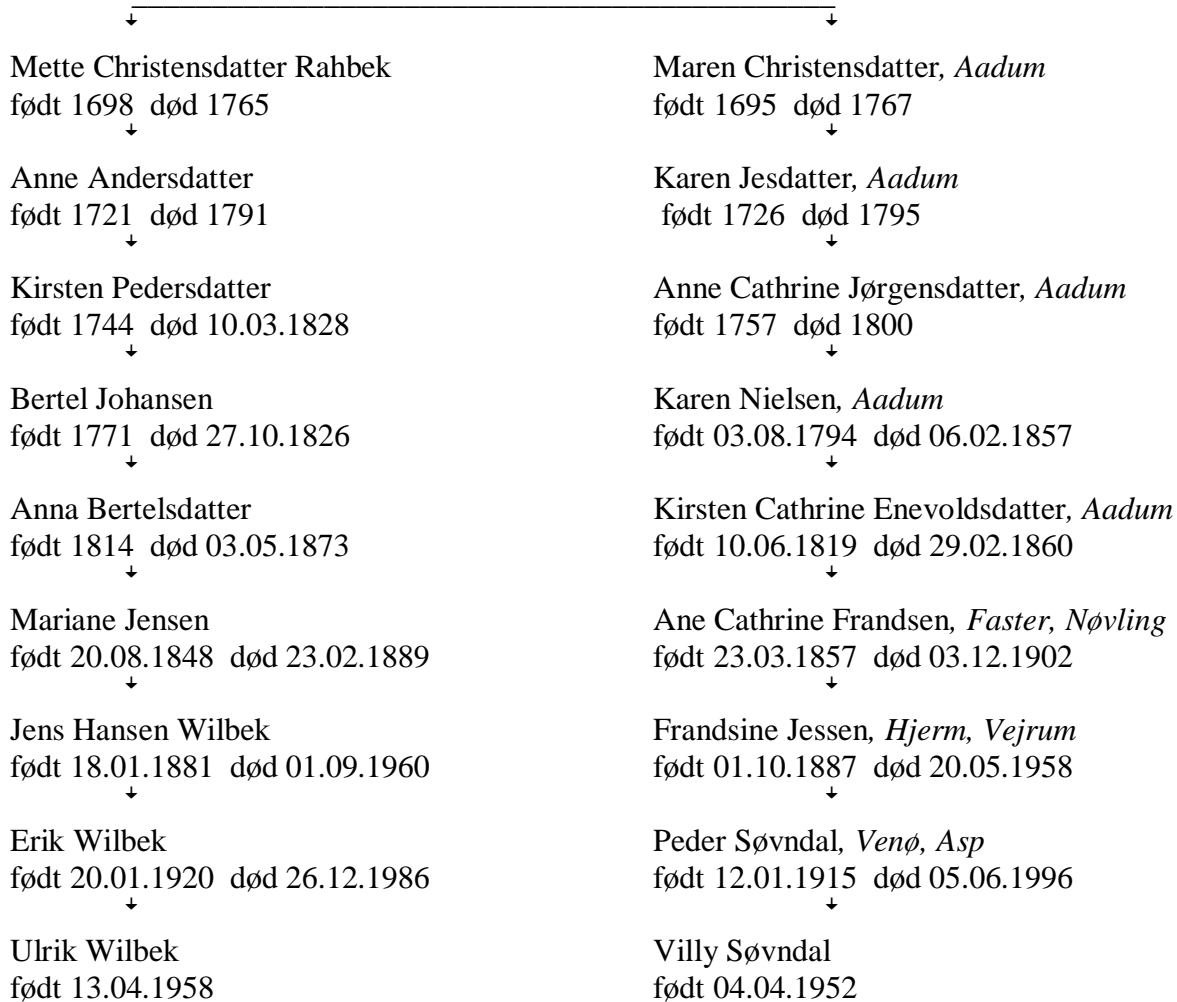 Mette Christensdatter Rahbek
født 1698 død 1765
Anne Andersdatter
født 1721 død 1791
Kirsten Pedersdatter
født 1744 død 10.03.1828
Bertel Johansen
født 1771 død 27.10.1826
Anna Bertelsdatter
født 1814 død 03.05.1873
Mariane Jensen
født 20.08.1848 død 23.02.1889
Jens Hansen Wilbek
født 18.01.1881 død 01.09.1960
Erik Wilbek
født 20.01.1920 død 26.12.1986
Ulrik Wilbek
født 13.04.1958
Maren Christensdatter, Aadum
født 1695 død 1767
Karen Jesdatter, Aadum
født 1726 død 1795
Anne Cathrine Jørgensdatter, Aadum
født 1757 død 1800
Karen Nielsen, Aadum
født 03.08.1794 død 06.02.1857
Kirsten Cathrine Enevoldsdatter, Aadum
født 10.06.1819 død 29.02.1860
Ane Cathrine Frandsen, Faster, Nøvling
født 23.03.1857 død 03.12.1902
Frandsine Jessen, Hjerm, Vejrum
født 01.10.1887 død 20.05.1958
Peder Søvndal, Venø, Asp
født 12.01.1915 død 05.06.1996
Villy Søvndal
født 04.04.1952